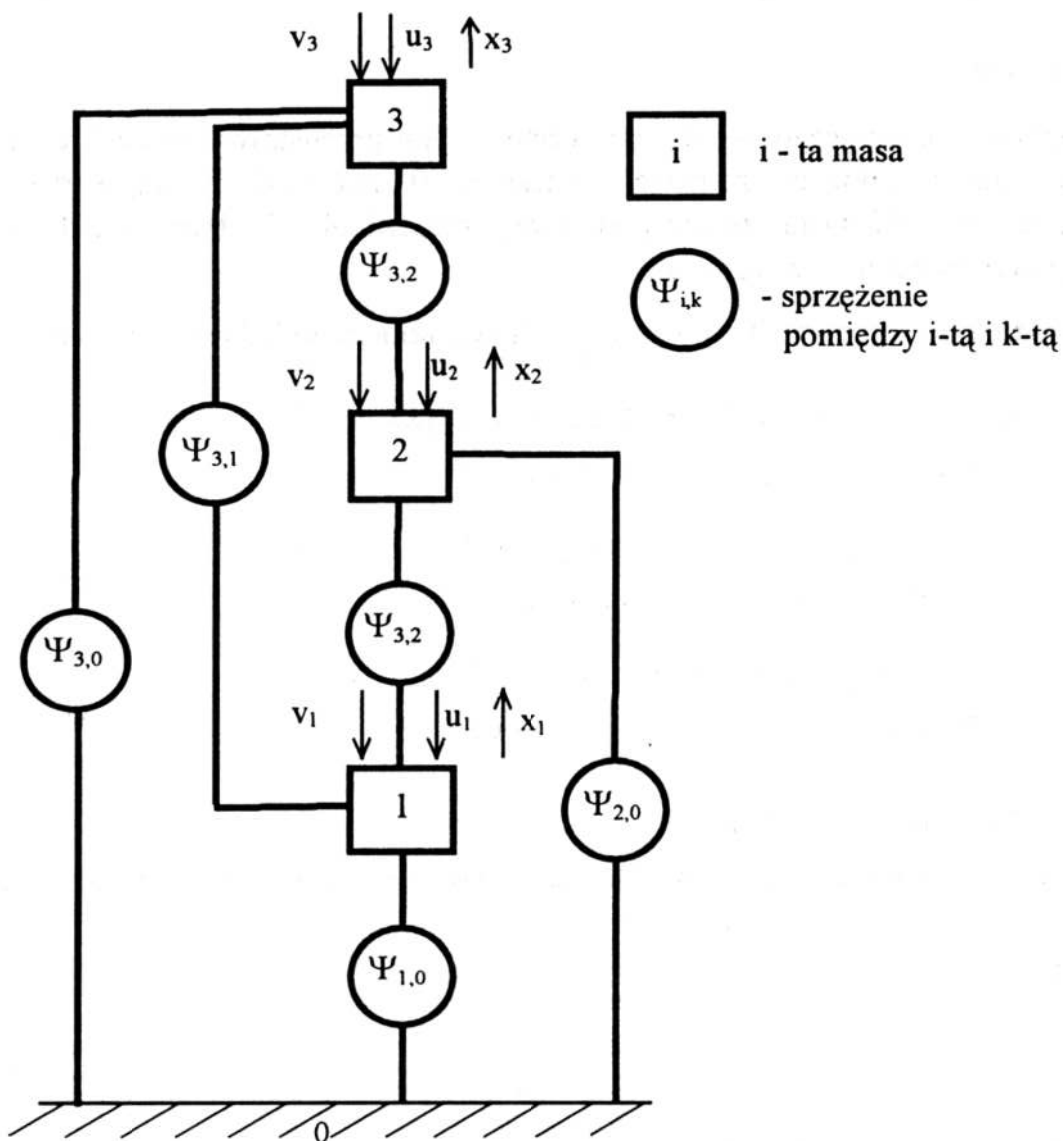 v₃ u₃ x₃
3
i i - ta masa
Ψ₃,₂
Ψᵢ,ₖ - sprzężenie
pomiędzy i-tą i k-tą
v₂ u₂ x₂
2
Ψ₃,₁
Ψ₃,₂
Ψ₃,₀
v₁ u₁ x₁
1
Ψ₂,₀
Ψ₁,₀
0